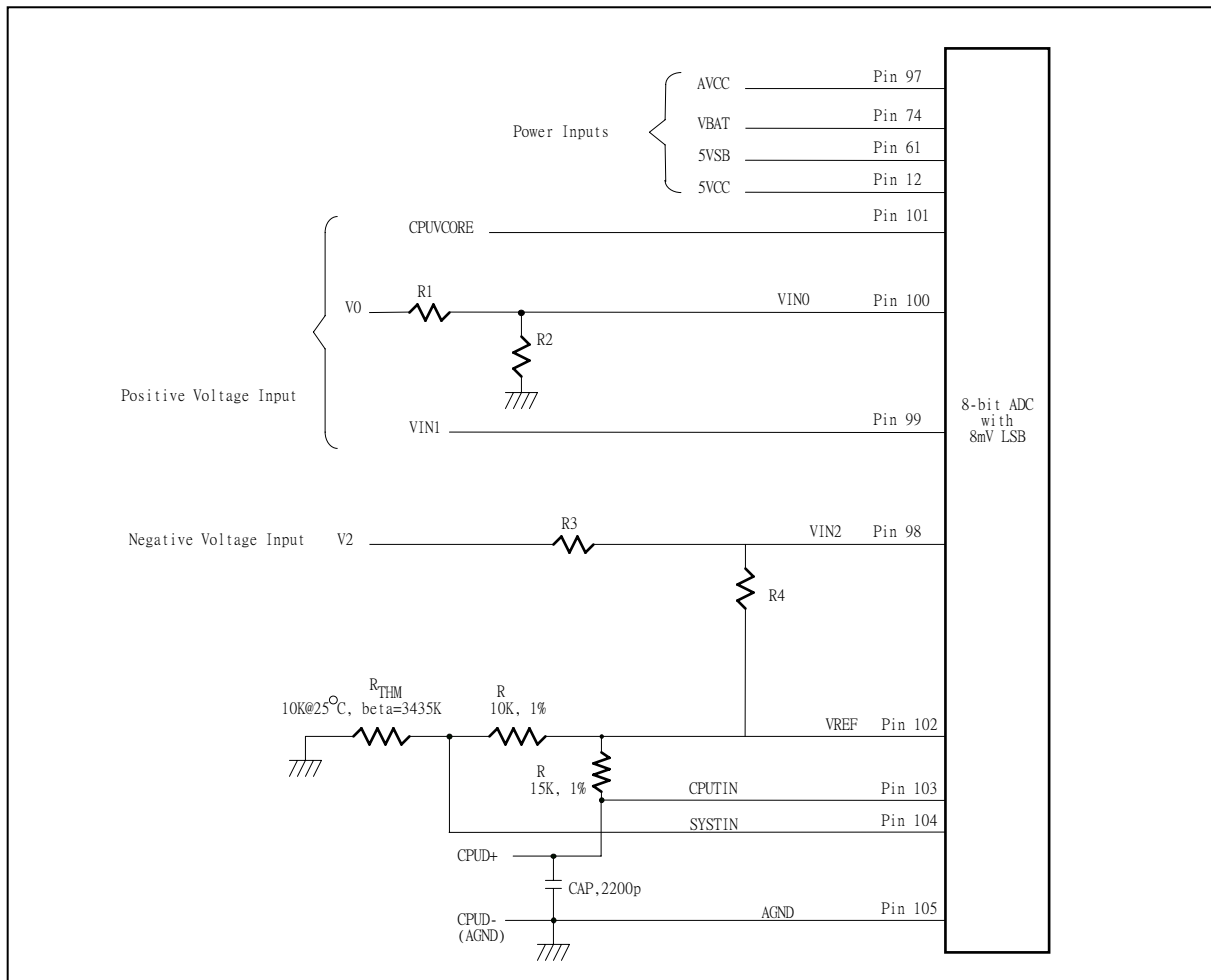 AVCC Pin 97
Power Inputs VBAT Pin 74
5VSB Pin 61
5VCC Pin 12
CPUVCORE Pin 101
R1
V0 VIN0 Pin 100
R2
Positive Voltage Input
VIN1 Pin 99
8-bit ADC
with
8mV LSB
R3
Negative Voltage Input V2 VIN2 Pin 98
R4
RTHM
10K@25°C, beta=3435K
R
10K, 1%
VREF Pin 102
R
15K, 1%
CPUTIN Pin 103
SYSTIN Pin 104
CPUD+
CAP,2200p
CPUD-
(AGND)
AGND Pin 105